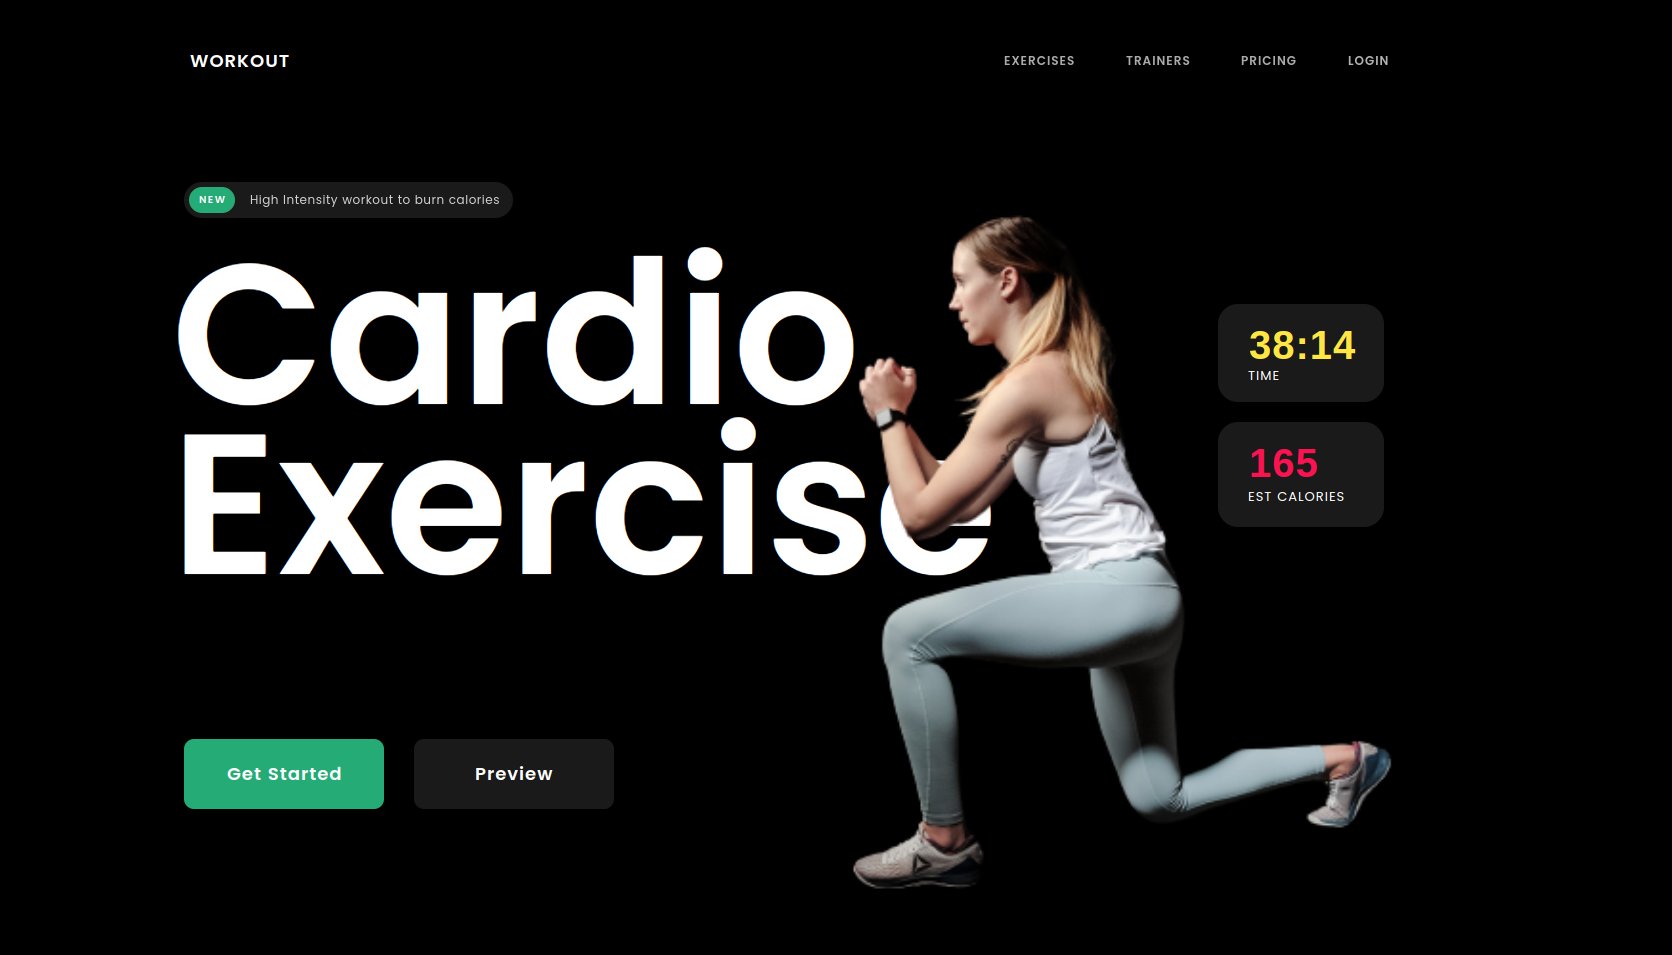 WORKOUT
EXERCISES TRAINERS PRICING LOGIN
NEW High Intensity workout to burn calories
Cardio
Exercise
38:14
TIME
165
EST CALORIES
Get Started
Preview